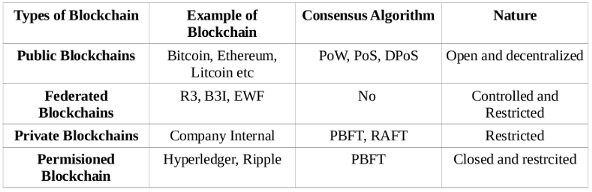 Types of Blockchain Example of Blockchain Consensus Algorithm Nature
Public Blockchains Bitcoin, Ethereum, Litcoin etc PoW, PoS, DPoS Open and decentralized
Federated Blockchains R3, B3I, EWF No Controlled and Restricted
Private Blockchains Company Internal PBFT, RAFT Restricted
Permisioned Blockchain Hyperledger, Ripple PBFT Closed and restrcited